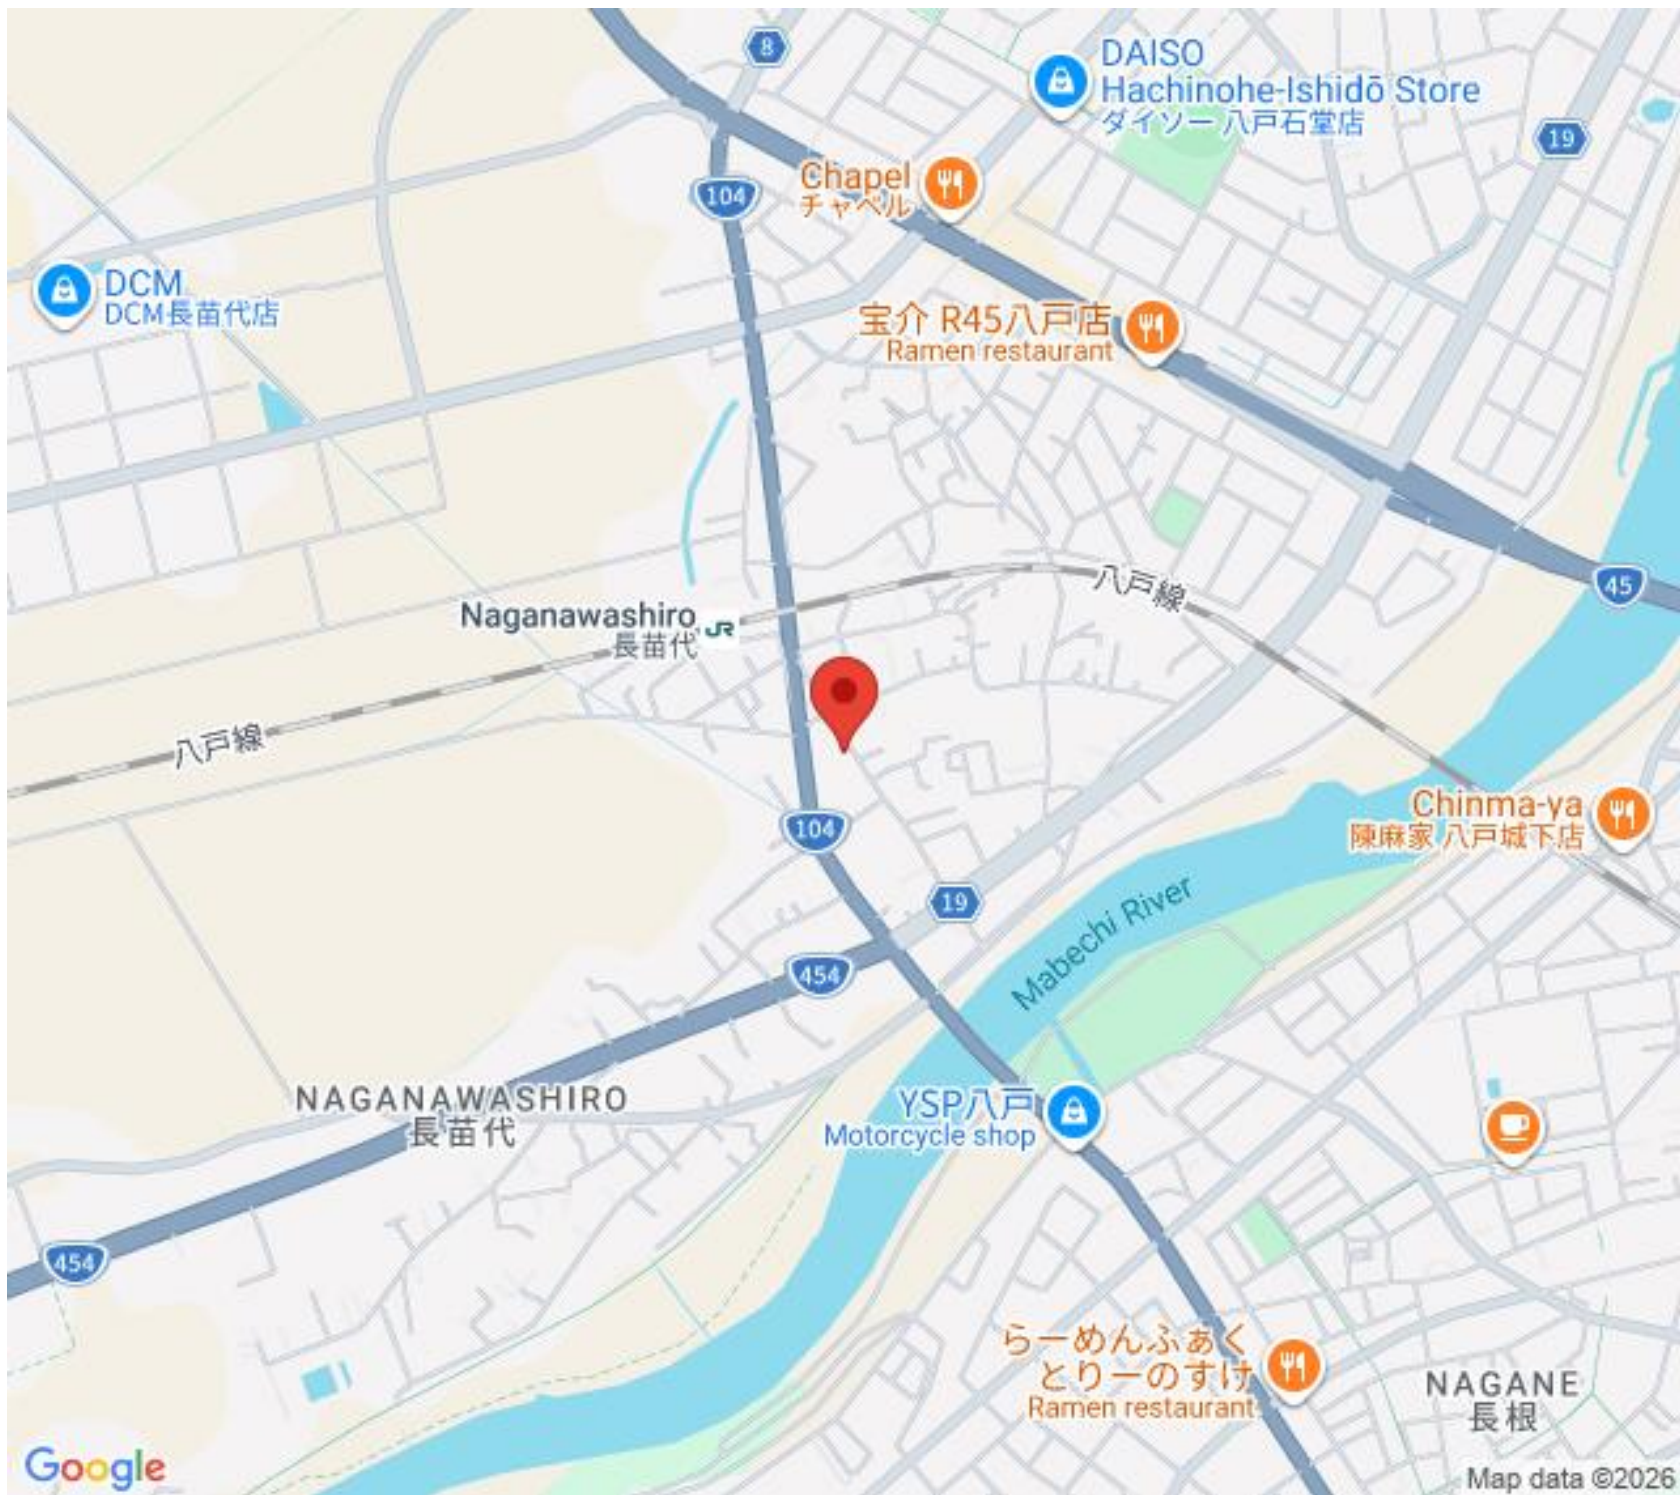 8
DAISO
Hachinohe-Ishidō Store
ダイソー 八戸石堂店
19
104
Chapel
チャペル
DCM
DCM長苗代店
宝介 R45八戸店
Ramen restaurant
八戸線
45
Naganawashiro
長苗代
JR
八戸線
Chinma-ya
陳麻家 八戸城下店
104
19
Mabechi River
454
NAGANAWASHIRO
長苗代
YSP八戸
Motorcycle shop
454
らーめんふぁく
とりーのすけ
Ramen restaurant
NAGANE
長根
Google
Map data ©2026